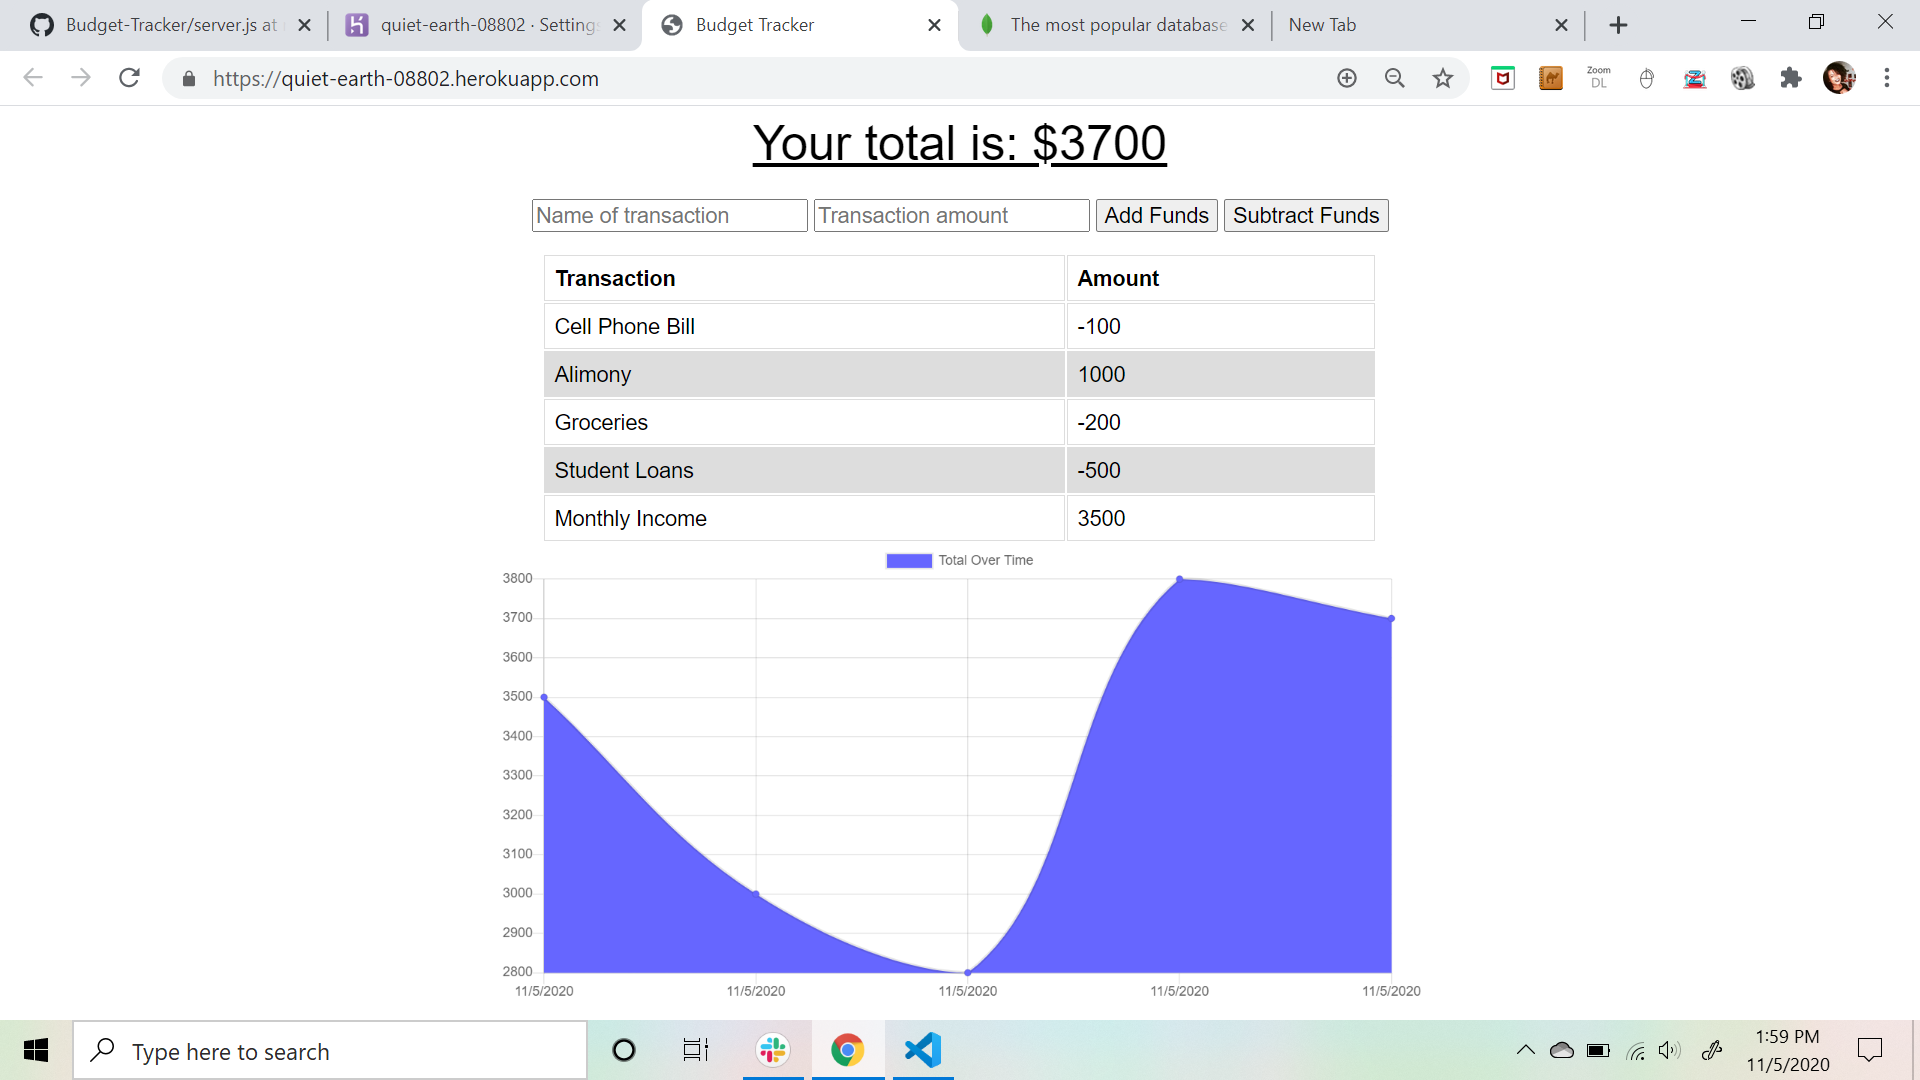 Budget-Tracker/server.js at
quiet-earth-08802 · Settings
Budget Tracker
The most popular database
New Tab
https://quiet-earth-08802.herokuapp.com
Zoom
DL
Your total is: $3700
Name of transaction Transaction amount Add Funds Subtract Funds
Transaction Amount
Cell Phone Bill -100
Alimony 1000
Groceries -200
Student Loans -500
Monthly Income 3500
Total Over Time
3800
3700
3600
3500
3400
3300
3200
3100
3000
2900
2800
11/5/2020 11/5/2020 11/5/2020 11/5/2020 11/5/2020
Type here to search
1:59 PM
11/5/2020